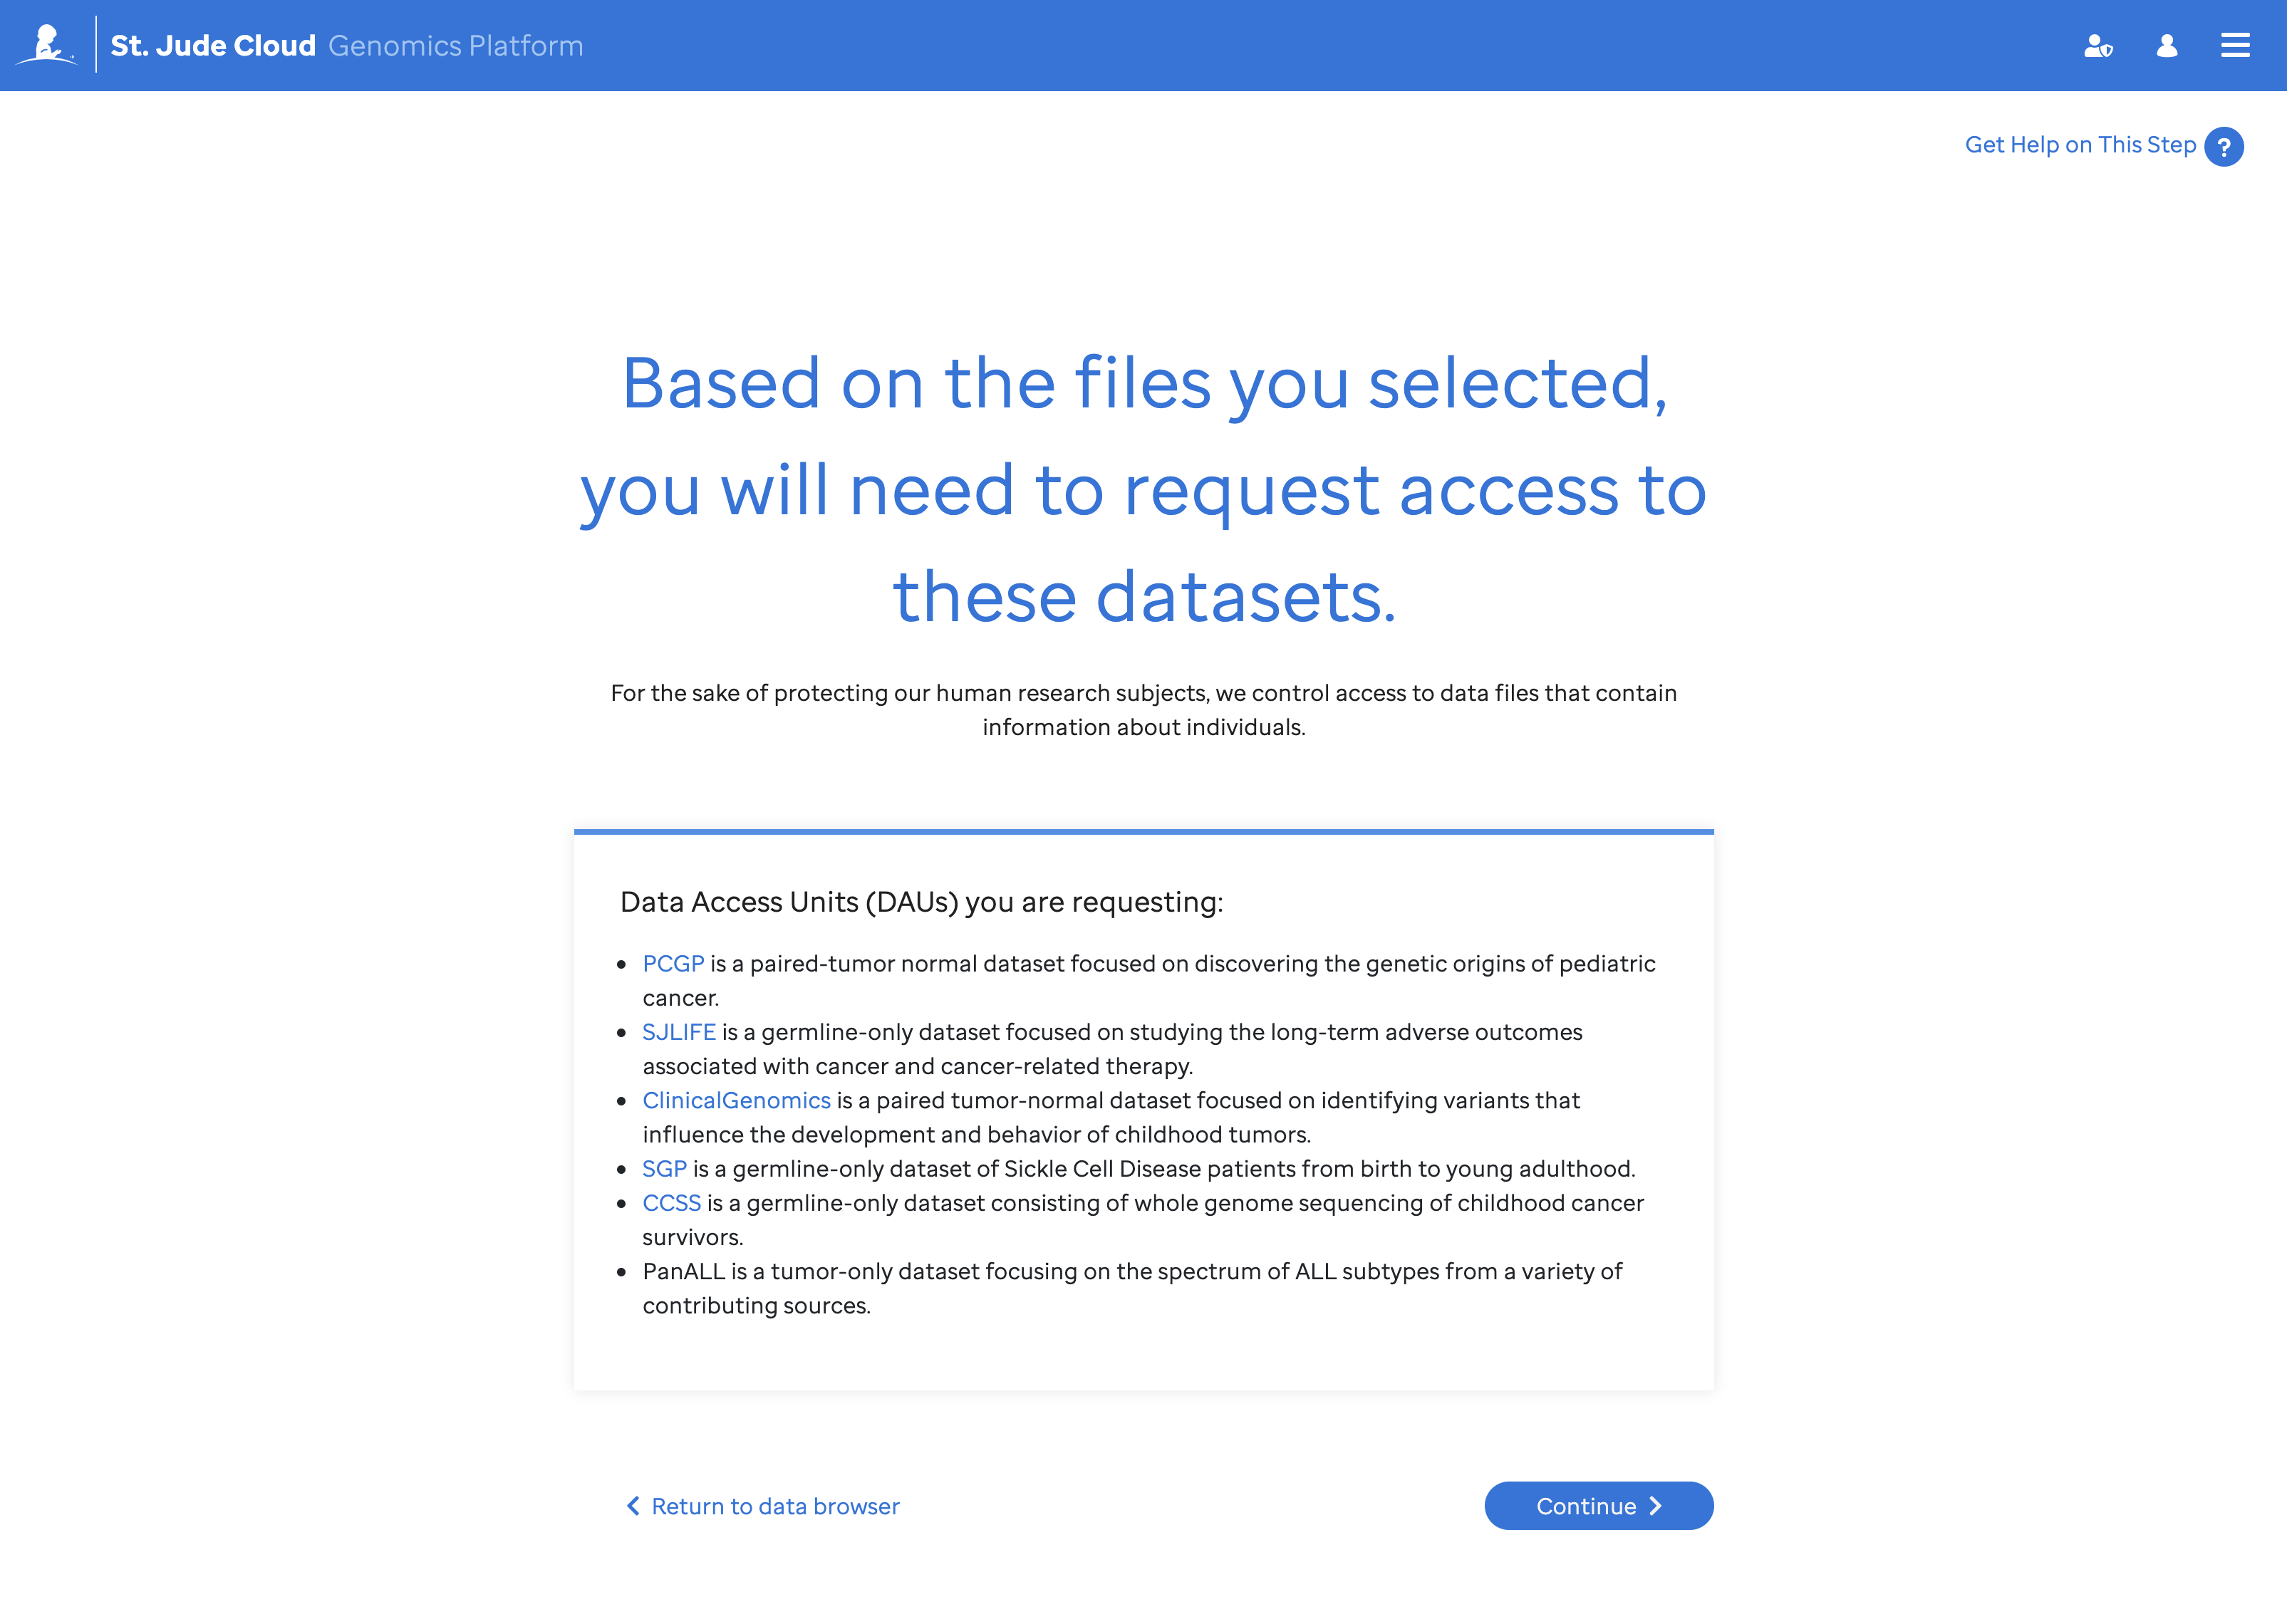 St. Jude Cloud Genomics Platform
Get Help on This Step ?
Based on the files you selected,
you will need to request access to
these datasets.
For the sake of protecting our human research subjects, we control access to data files that contain
information about individuals.
Data Access Units (DAUs) you are requesting:
• PCGP is a paired-tumor normal dataset focused on discovering the genetic origins of pediatric
cancer.
• SJLIFE is a germline-only dataset focused on studying the long-term adverse outcomes
associated with cancer and cancer-related therapy.
• ClinicalGenomics is a paired tumor-normal dataset focused on identifying variants that
influence the development and behavior of childhood tumors.
• SGP is a germline-only dataset of Sickle Cell Disease patients from birth to young adulthood.
• CCSS is a germline-only dataset consisting of whole genome sequencing of childhood cancer
survivors.
• PanALL is a tumor-only dataset focusing on the spectrum of ALL subtypes from a variety of
contributing sources.
Return to data browser
Continue